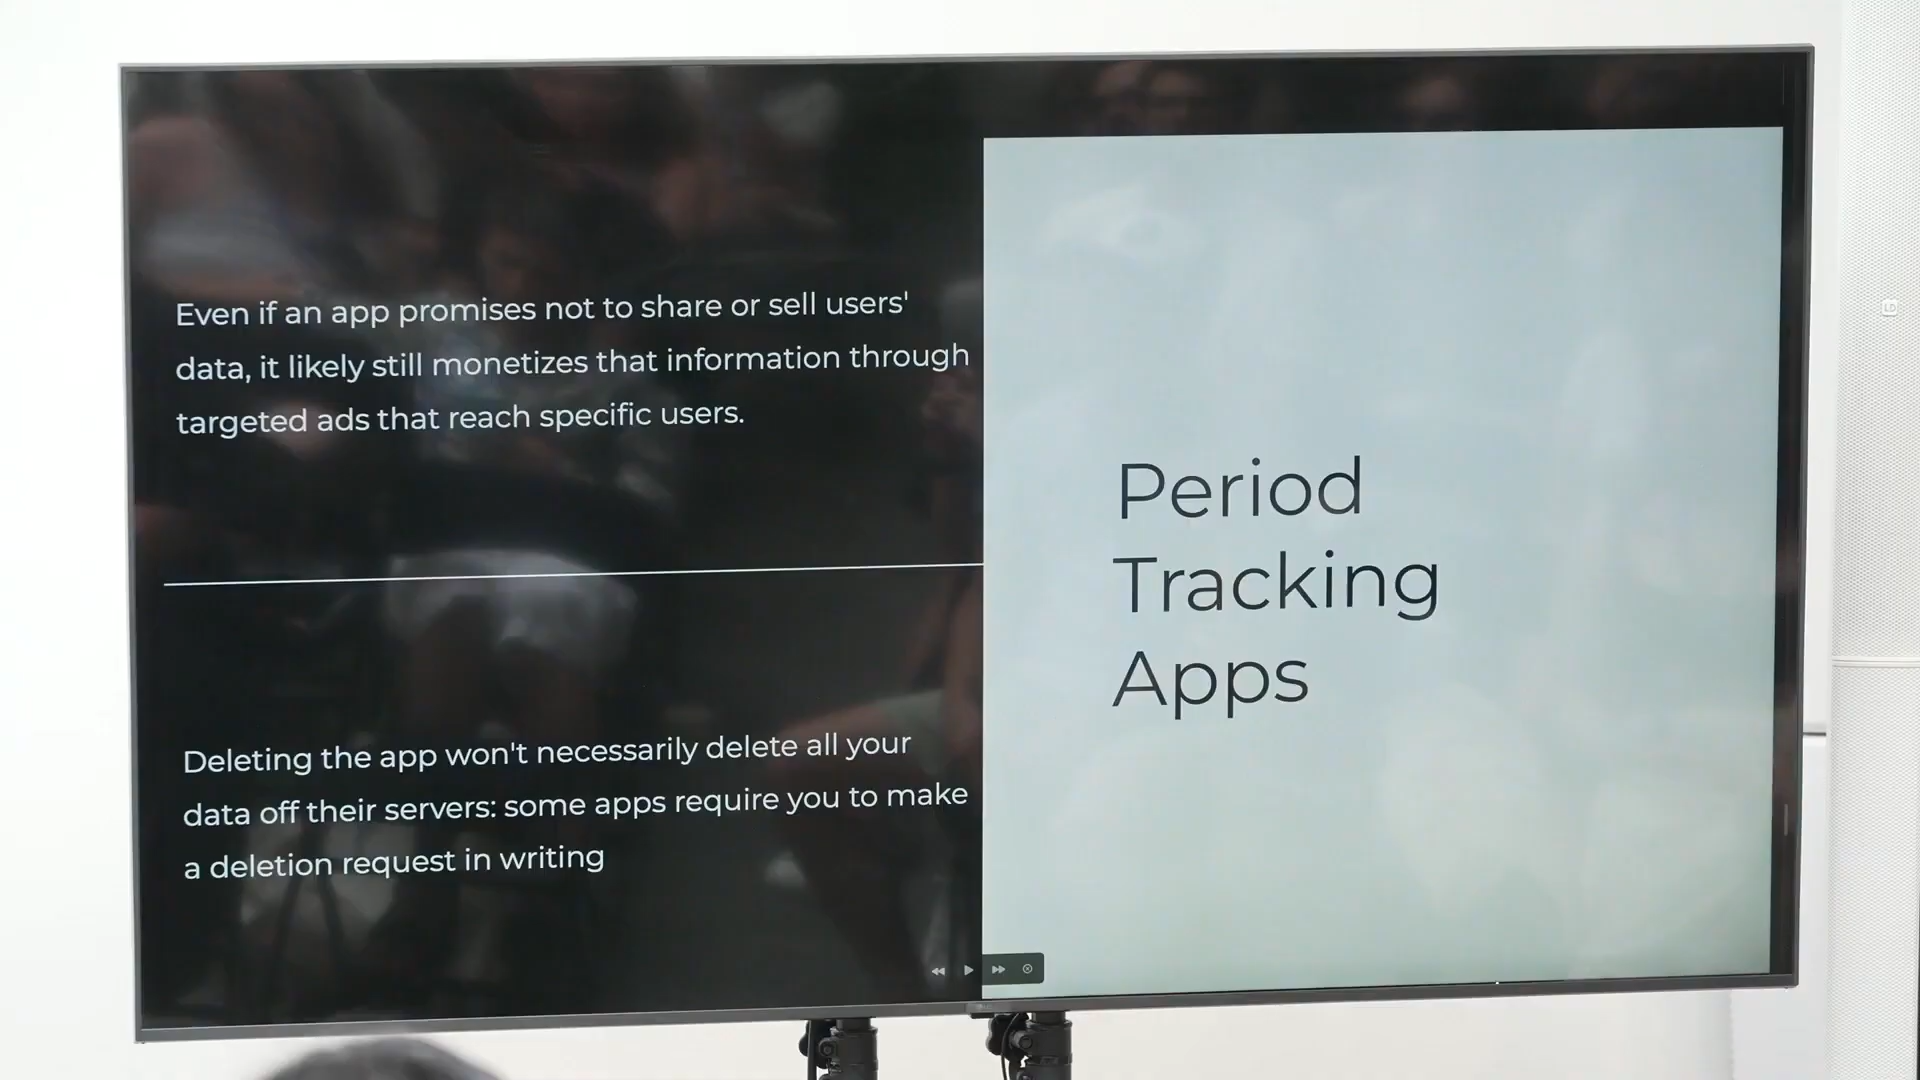 Even if an app promises not to share or sell users'
data, it likely still monetizes that information through
targeted ads that reach specific users.
Deleting the app won't necessarily delete all your
data off their servers: some apps require you to make
a deletion request in writing
Period
Tracking
Apps